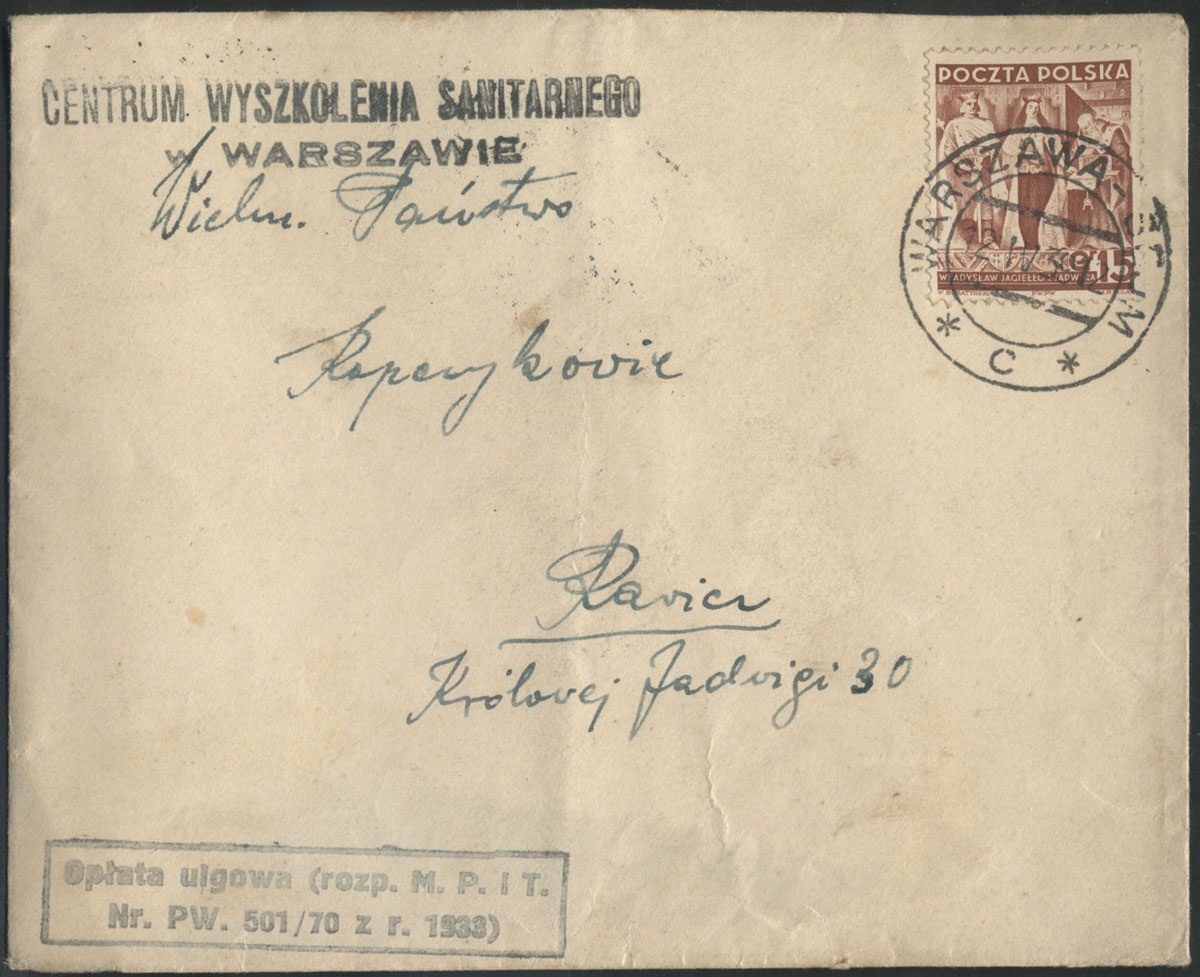 CENTRUM WYSZKOLENIA SANITARNEGO
w WARSZAWIE
POCZTA POLSKA
WŁADYSŁAW JAGIEŁŁO I JADWIGA
15
WARSZAWA
C
Wielm. Państwo
Kaperzykowie
Rawicz
Królowej Jadwigi 30
Opłata ulgowa (rozp. M. P. i T.
Nr. PW. 501/70 z r. 1933)